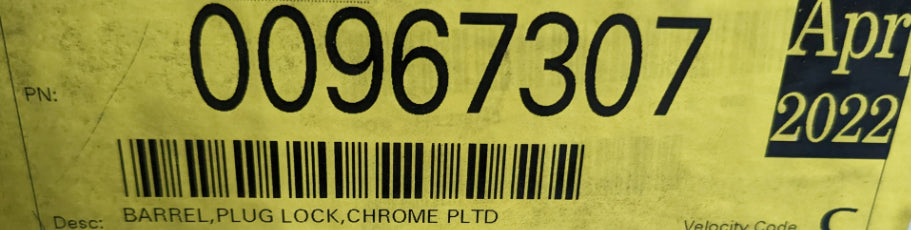 PN: 00967307
Apr
2022
Desc: BARREL,PLUG LOCK,CHROME PLTD
Velocity Code C